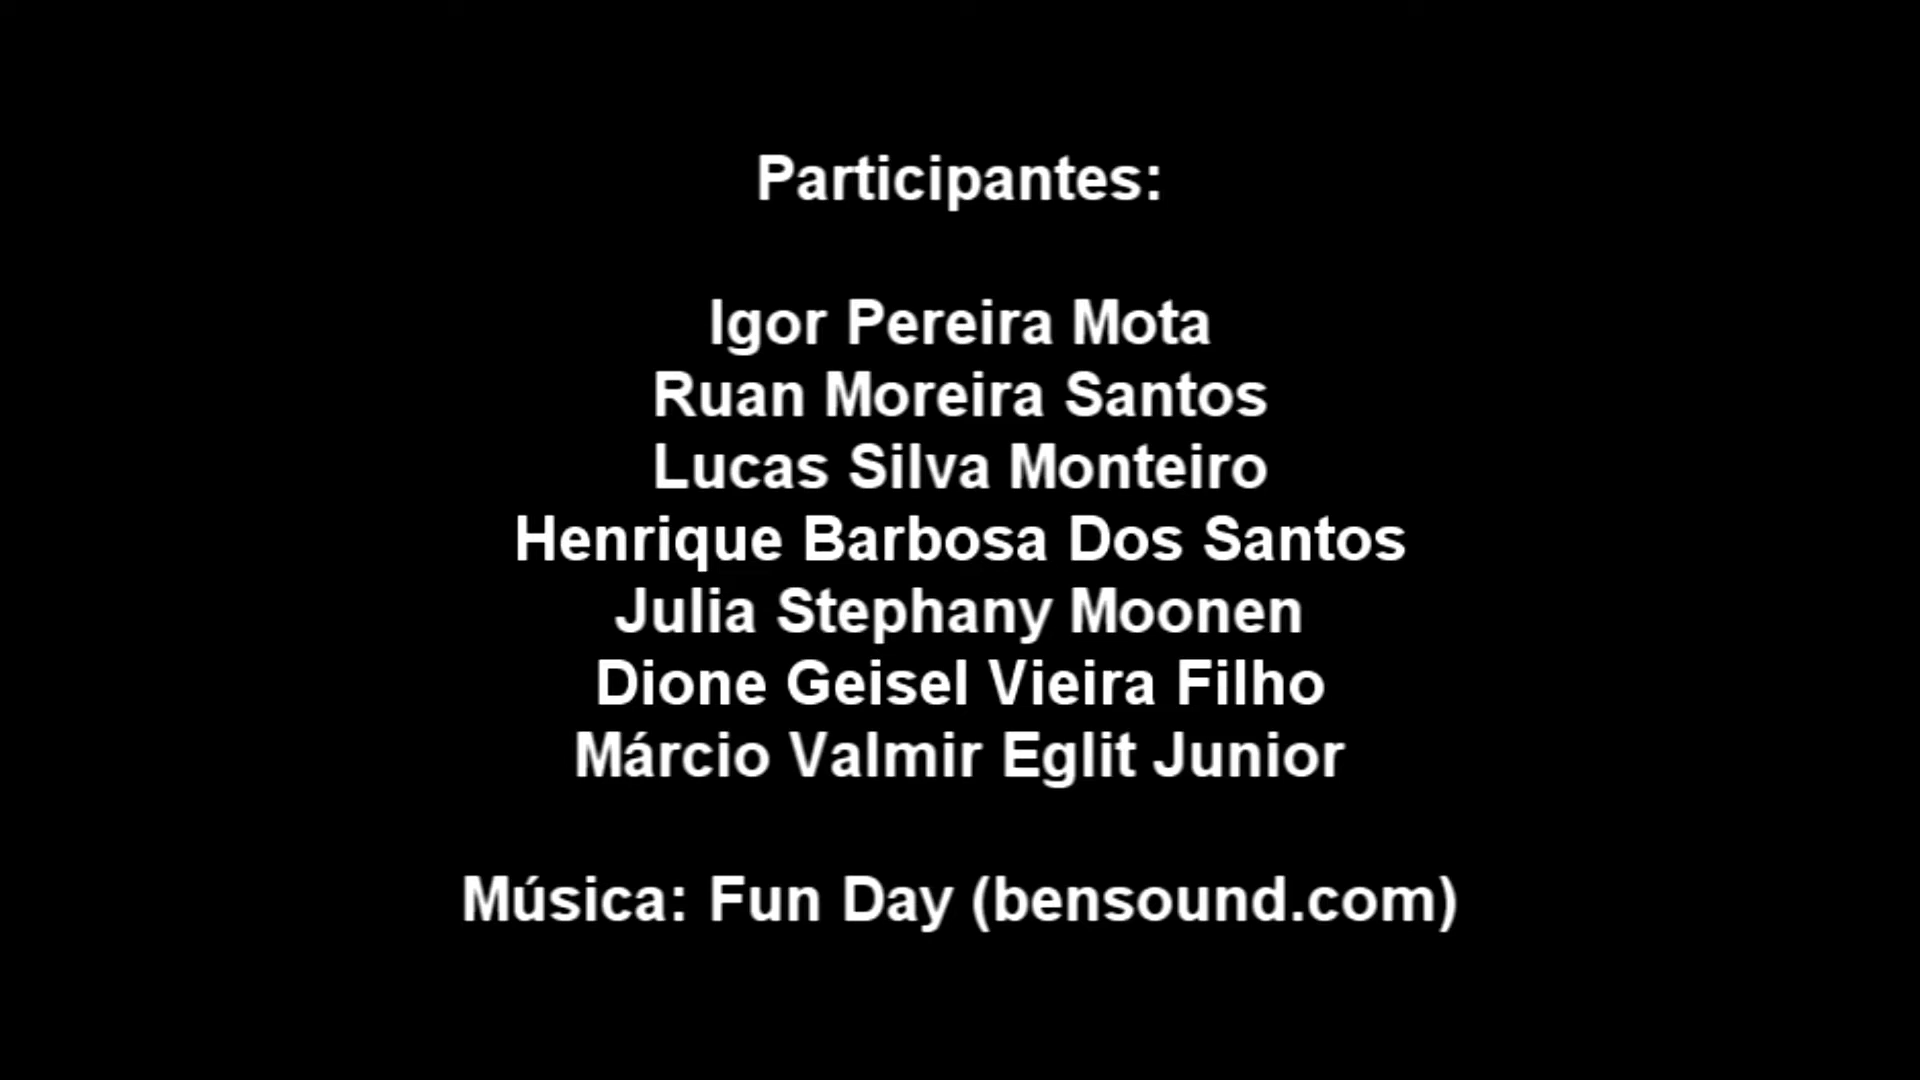 Participantes:
Igor Pereira Mota
Ruan Moreira Santos
Lucas Silva Monteiro
Henrique Barbosa Dos Santos
Julia Stephany Moonen
Dione Geisel Vieira Filho
Márcio Valmir Eglit Junior
Música: Fun Day (bensound.com)